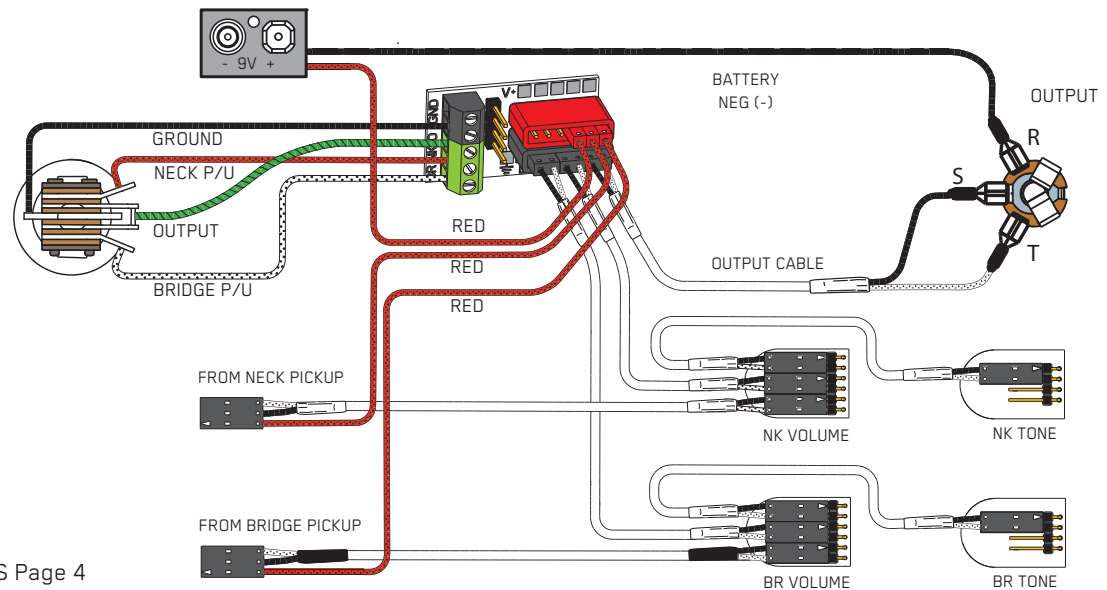 - 9V +
BATTERY
NEG (-)
OUTPUT
V+
GND
GROUND
NECK P/U
OUTPUT
BRIDGE P/U
R
S
T
RED
RED
RED
OUTPUT CABLE
FROM NECK PICKUP
NK VOLUME
NK TONE
FROM BRIDGE PICKUP
BR VOLUME
BR TONE
S Page 4